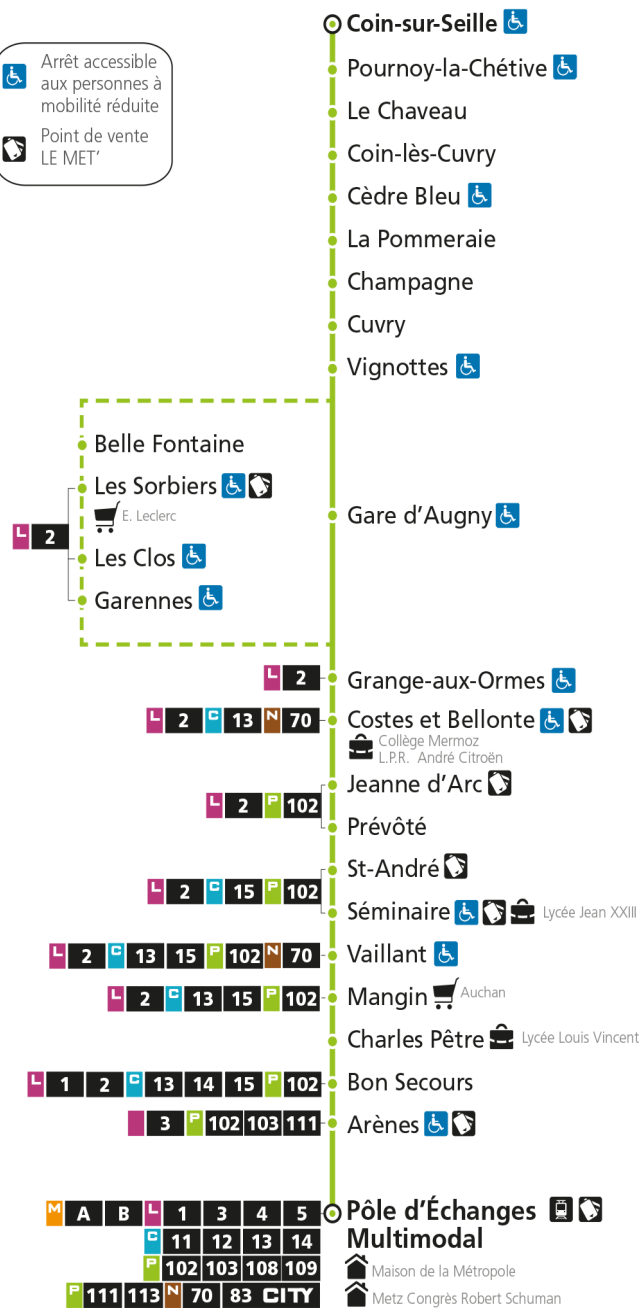 Coin-sur-Seille
Arrêt accessible
aux personnes à
mobilité réduite
Point de vente
LE MET'
Pournoy-la-Chétive
Le Chaveau
Coin-lès-Cuvry
Cèdre Bleu
La Pommeraie
Champagne
Cuvry
Vignottes
Belle Fontaine
Les Sorbiers
E. Leclerc
L 2
Les Clos
Garennes
Gare d'Augny
L 2 Grange-aux-Ormes
L 2 C 13 N 70 Costes et Bellonte
Collège Mermoz
L.P.R. André Citroën
Jeanne d'Arc
L 2 P 102
Prévôté
St-André
L 2 C 15 P 102
Séminaire Lycée Jean XXIII
L 2 C 13 15 P 102 N 70 Vaillant
L 2 C 13 15 P 102 Mangin Auchan
Charles Pêtre Lycée Louis Vincent
L 1 2 C 13 14 15 P 102 Bon Secours
3 P 102 103 111 Arènes
M A B L 1 3 4 5 Pôle d'Échanges
C 11 12 13 14 Multimodal
P 102 103 108 109 Maison de la Métropole
P 111 113 N 70 83 CITY Metz Congrès Robert Schuman